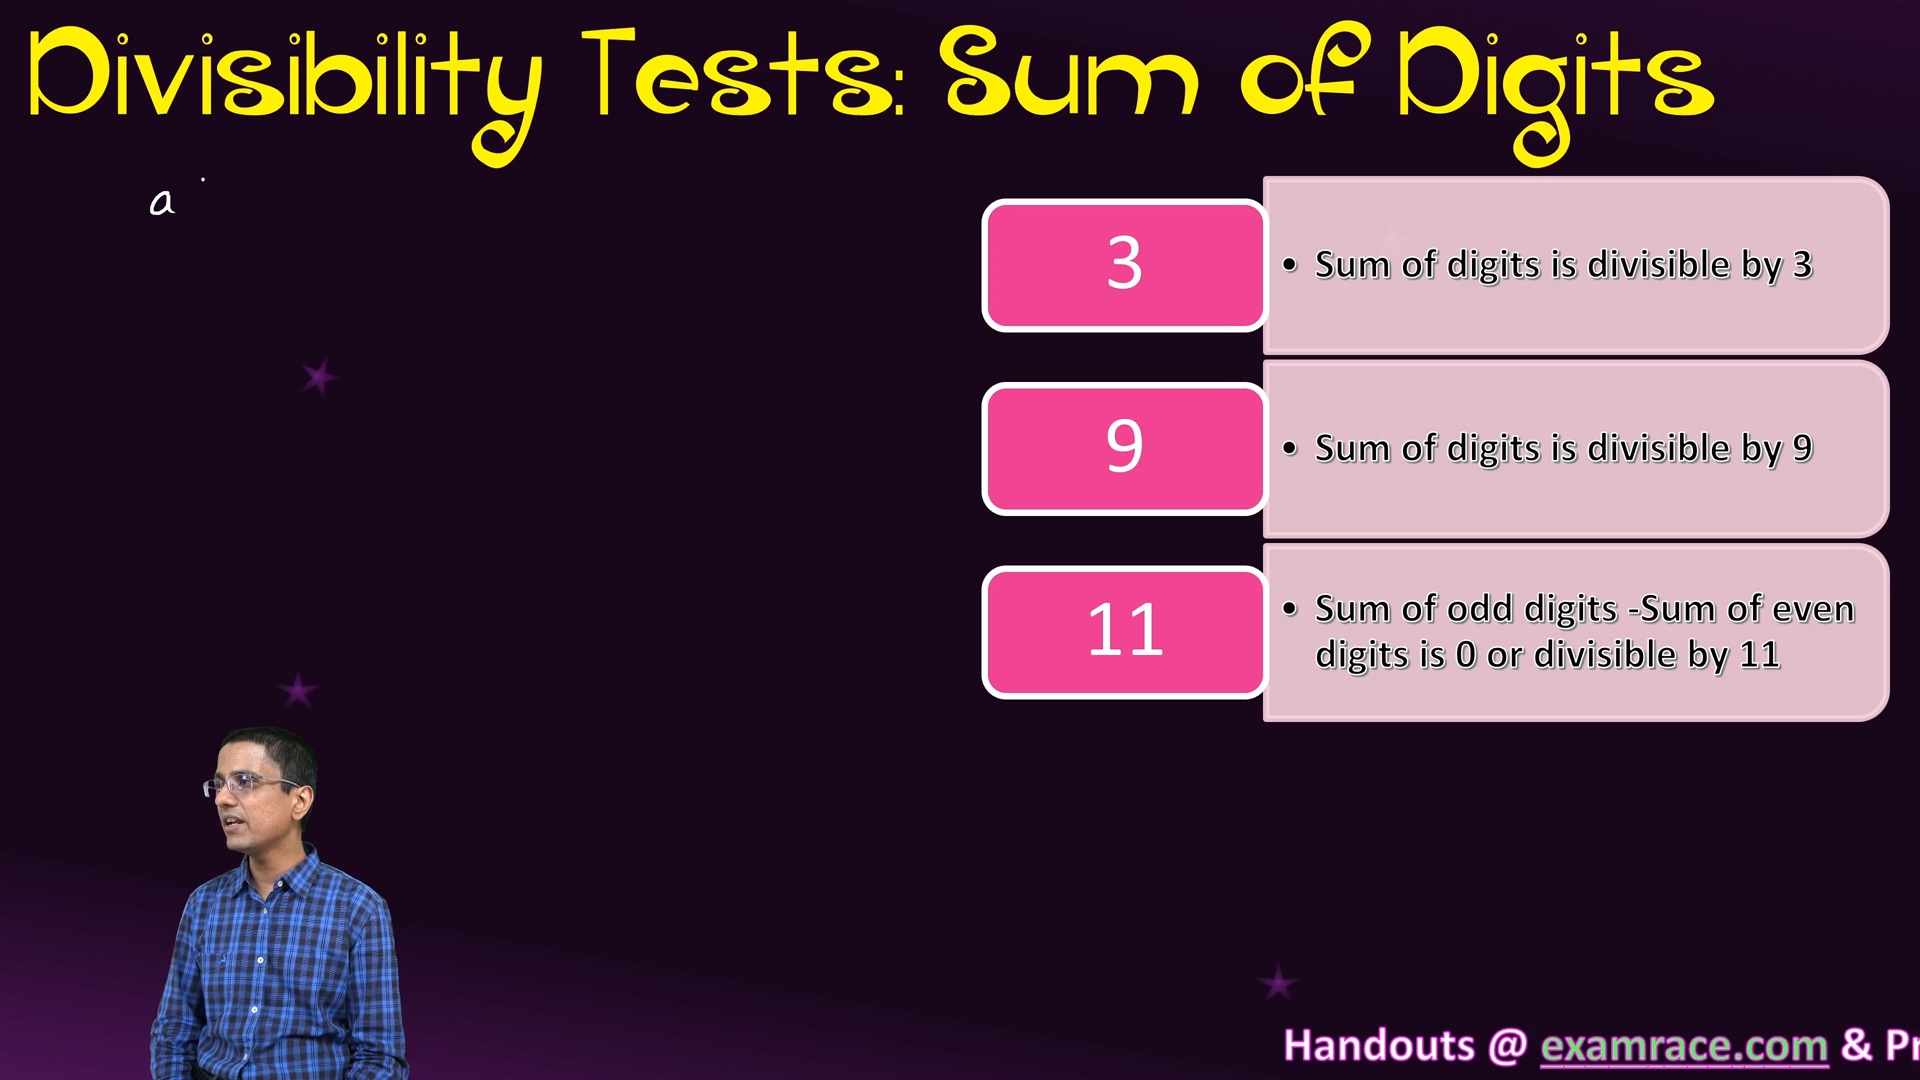 Divisibility Tests: Sum of Digits
a
3
• Sum of digits is divisible by 3
9
• Sum of digits is divisible by 9
11
• Sum of odd digits -Sum of even
digits is 0 or divisible by 11
Handouts @ examrace.com & Pr